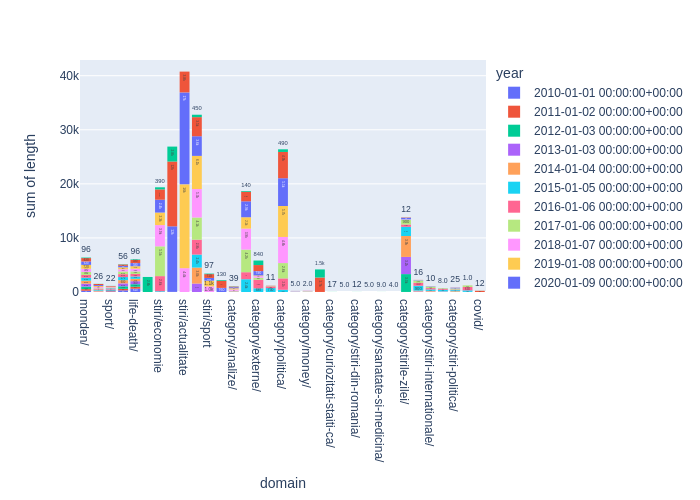 year
2010-01-01 00:00:00+00:00
2011-01-02 00:00:00+00:00
2012-01-03 00:00:00+00:00
2013-01-03 00:00:00+00:00
2014-01-04 00:00:00+00:00
2015-01-05 00:00:00+00:00
2016-01-06 00:00:00+00:00
2017-01-06 00:00:00+00:00
2018-01-07 00:00:00+00:00
2019-01-08 00:00:00+00:00
2020-01-09 00:00:00+00:00
sum of length
40k
30k
20k
10k
0
96
26
22
56
96
390
450
97
130
39
140
840
11
490
5.0
2.0
1.5k
17
5.0
12
5.0
9.0
4.0
12
16
10
8.0
25
1.0
12
monden/
sport/
life-death/
stiri/economie
stiri/actualitate
stiri/sport
category/analize/
category/externe/
category/politica/
category/money/
category/curiozitati-staiti-ca/
category/stiri-din-romania/
category/sanatate-si-medicina/
category/stirile-zilei/
category/stiri-internationale/
category/stiri-politica/
covid/
domain